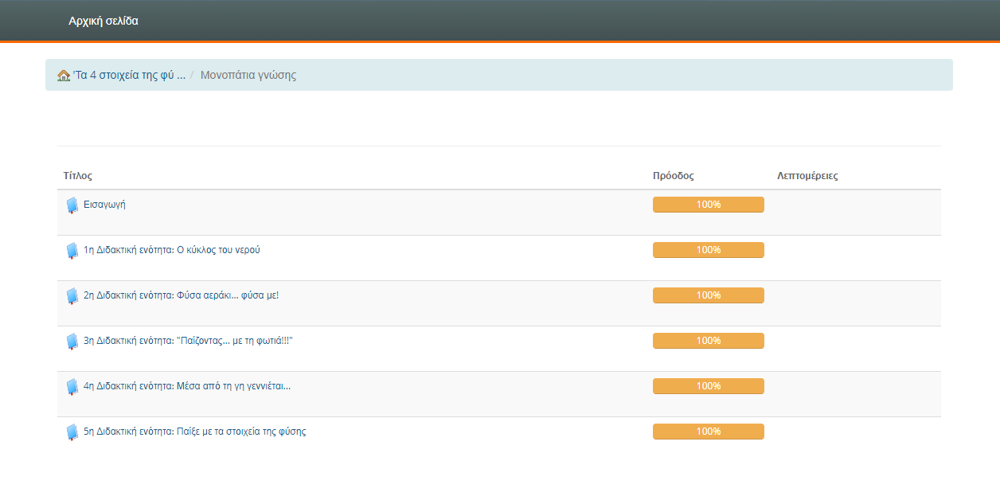 Αρχική σελίδα
'Τα 4 στοιχεία της φύ ... / Μονοπάτια γνώσης
Τίτλος Πρόοδος Λεπτομέρειες
Εισαγωγή 100%
1η Διδακτική ενότητα: Ο κύκλος του νερού 100%
2η Διδακτική ενότητα: Φύσα αεράκι... φύσα με! 100%
3η Διδακτική ενότητα: "Παίζοντας... με τη φωτιά!!!" 100%
4η Διδακτική ενότητα: Μέσα από τη γη γεννιέται... 100%
5η Διδακτική ενότητα: Παίξε με τα στοιχεία της φύσης 100%